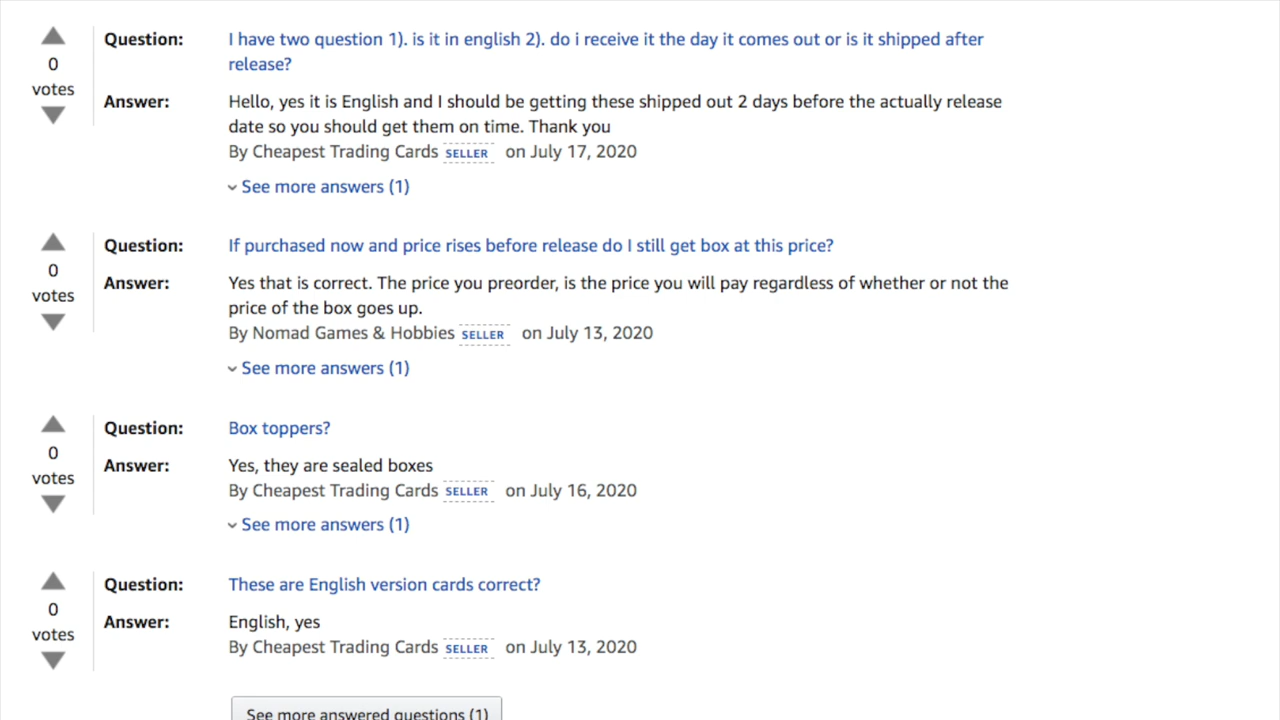 Question: I have two question 1). is it in english 2). do i receive it the day it comes out or is it shipped after
0 release?
votes
Answer: Hello, yes it is English and I should be getting these shipped out 2 days before the actually release
date so you should get them on time. Thank you
By Cheapest Trading Cards SELLER on July 17, 2020
See more answers (1)
Question: If purchased now and price rises before release do I still get box at this price?
0
votes
Answer: Yes that is correct. The price you preorder, is the price you will pay regardless of whether or not the
price of the box goes up.
By Nomad Games & Hobbies SELLER on July 13, 2020
See more answers (1)
Question: Box toppers?
0
votes
Answer: Yes, they are sealed boxes
By Cheapest Trading Cards SELLER on July 16, 2020
See more answers (1)
Question: These are English version cards correct?
0
votes
Answer: English, yes
By Cheapest Trading Cards SELLER on July 13, 2020
See more answered questions (1)